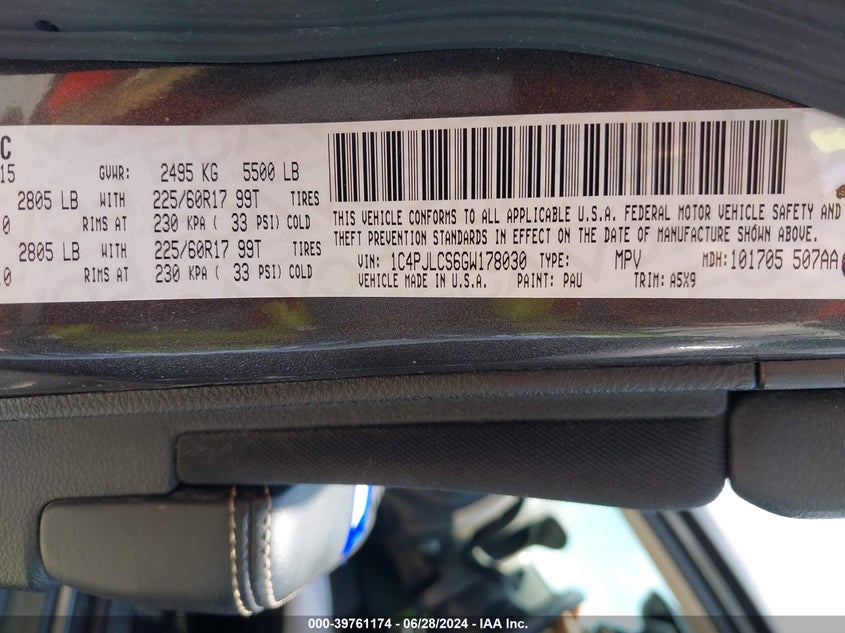 C
15 GVWR: 2495 KG 5500 LB
2805 LB WITH 225/60R17 99T TIRES
0 RIMS AT 230 KPA ( 33 PSI) COLD
2805 LB WITH 225/60R17 99T TIRES
.0 RIMS AT 230 KPA ( 33 PSI) COLD
THIS VEHICLE CONFORMS TO ALL APPLICABLE U.S.A. FEDERAL MOTOR VEHICLE SAFETY AND
THEFT PREVENTION STANDARDS IN EFFECT ON THE DATE OF MANUFACTURE SHOWN ABOVE.
VIN: 1C4PJLCS6GW178030 TYPE: MPV MDH: 101705 507AA
VEHICLE MADE IN U.S.A. PAINT: PAU TRIM: A5X9
000-39761174 | 06/28/2024 - IAA Inc.